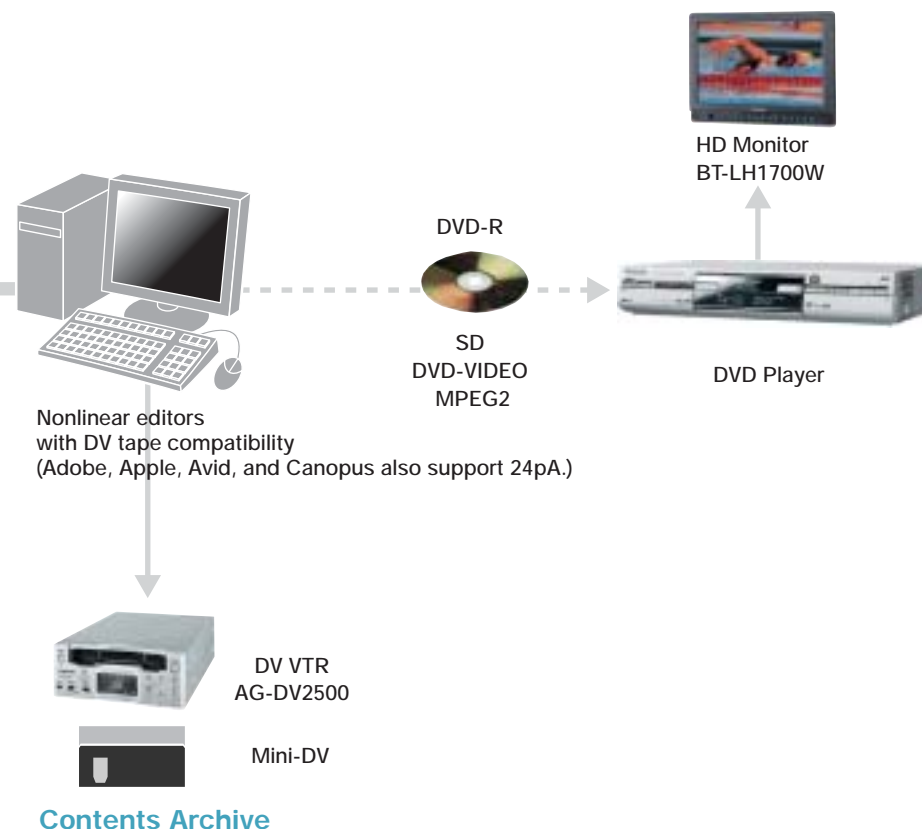 HD Monitor
BT-LH1700W
DVD-R
SD
DVD-VIDEO
MPEG2
DVD Player
Nonlinear editors
with DV tape compatibility
(Adobe, Apple, Avid, and Canopus also support 24pA.)
DV VTR
AG-DV2500
Mini-DV
Contents Archive